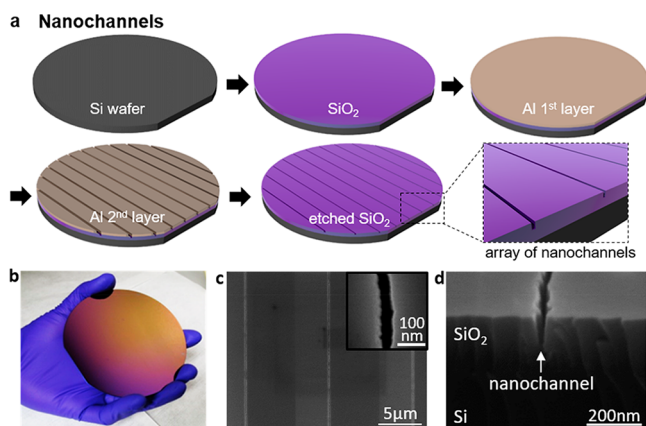 a Nanochannels
Si wafer
SiO₂
Al 1ˢᵗ layer
Al 2ⁿᵈ layer
etched SiO₂
array of nanochannels
b
c
100
nm
5μm
d
SiO₂
nanochannel
Si
200nm